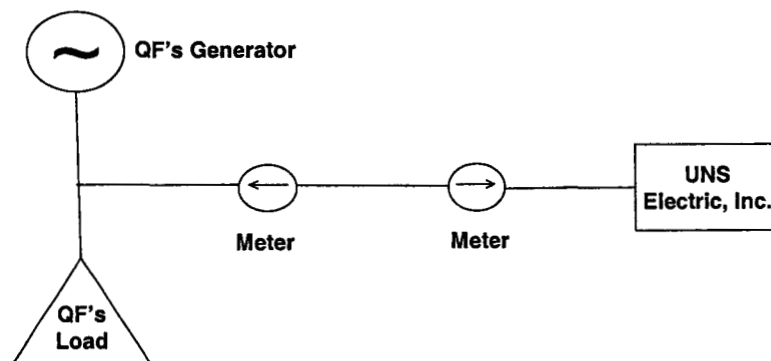 QF's Generator
UNS
Electric, Inc.
Meter
Meter
QF's
Load